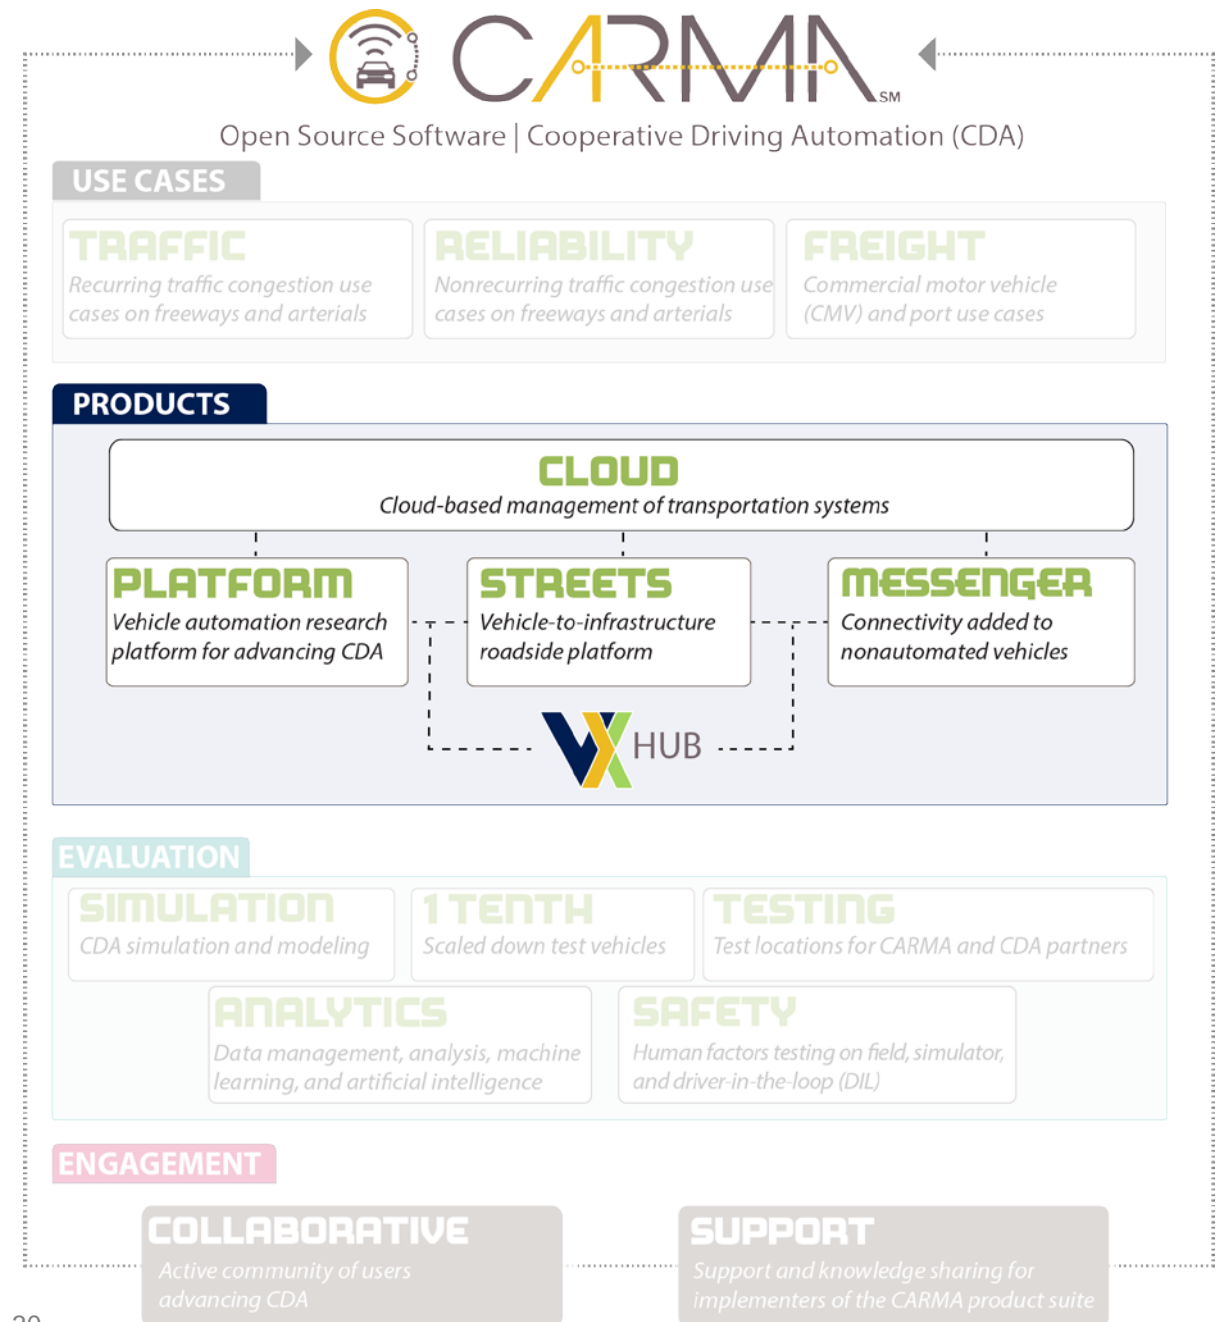 CARMA SM
Open Source Software | Cooperative Driving Automation (CDA)
USE CASES
TRAFFIC
Recurring traffic congestion use
cases on freeways and arterials
RELIABILITY
Nonrecurring traffic congestion use
cases on freeways and arterials
FREIGHT
Commercial motor vehicle
(CMV) and port use cases
PRODUCTS
CLOUD
Cloud-based management of transportation systems
PLATFORM
Vehicle automation research
platform for advancing CDA
STREETS
Vehicle-to-infrastructure
roadside platform
MESSENGER
Connectivity added to
nonautomated vehicles
VX HUB
EVALUATION
SIMULATION
CDA simulation and modeling
1 TENTH
Scaled down test vehicles
TESTING
Test locations for CARMA and CDA partners
ANALYTICS
Data management, analysis, machine
learning, and artificial intelligence
SAFETY
Human factors testing on field, simulator,
and driver-in-the-loop (DIL)
ENGAGEMENT
COLLABORATIVE
Active community of users
advancing CDA
SUPPORT
Support and knowledge sharing for
implementers of the CARMA product suite